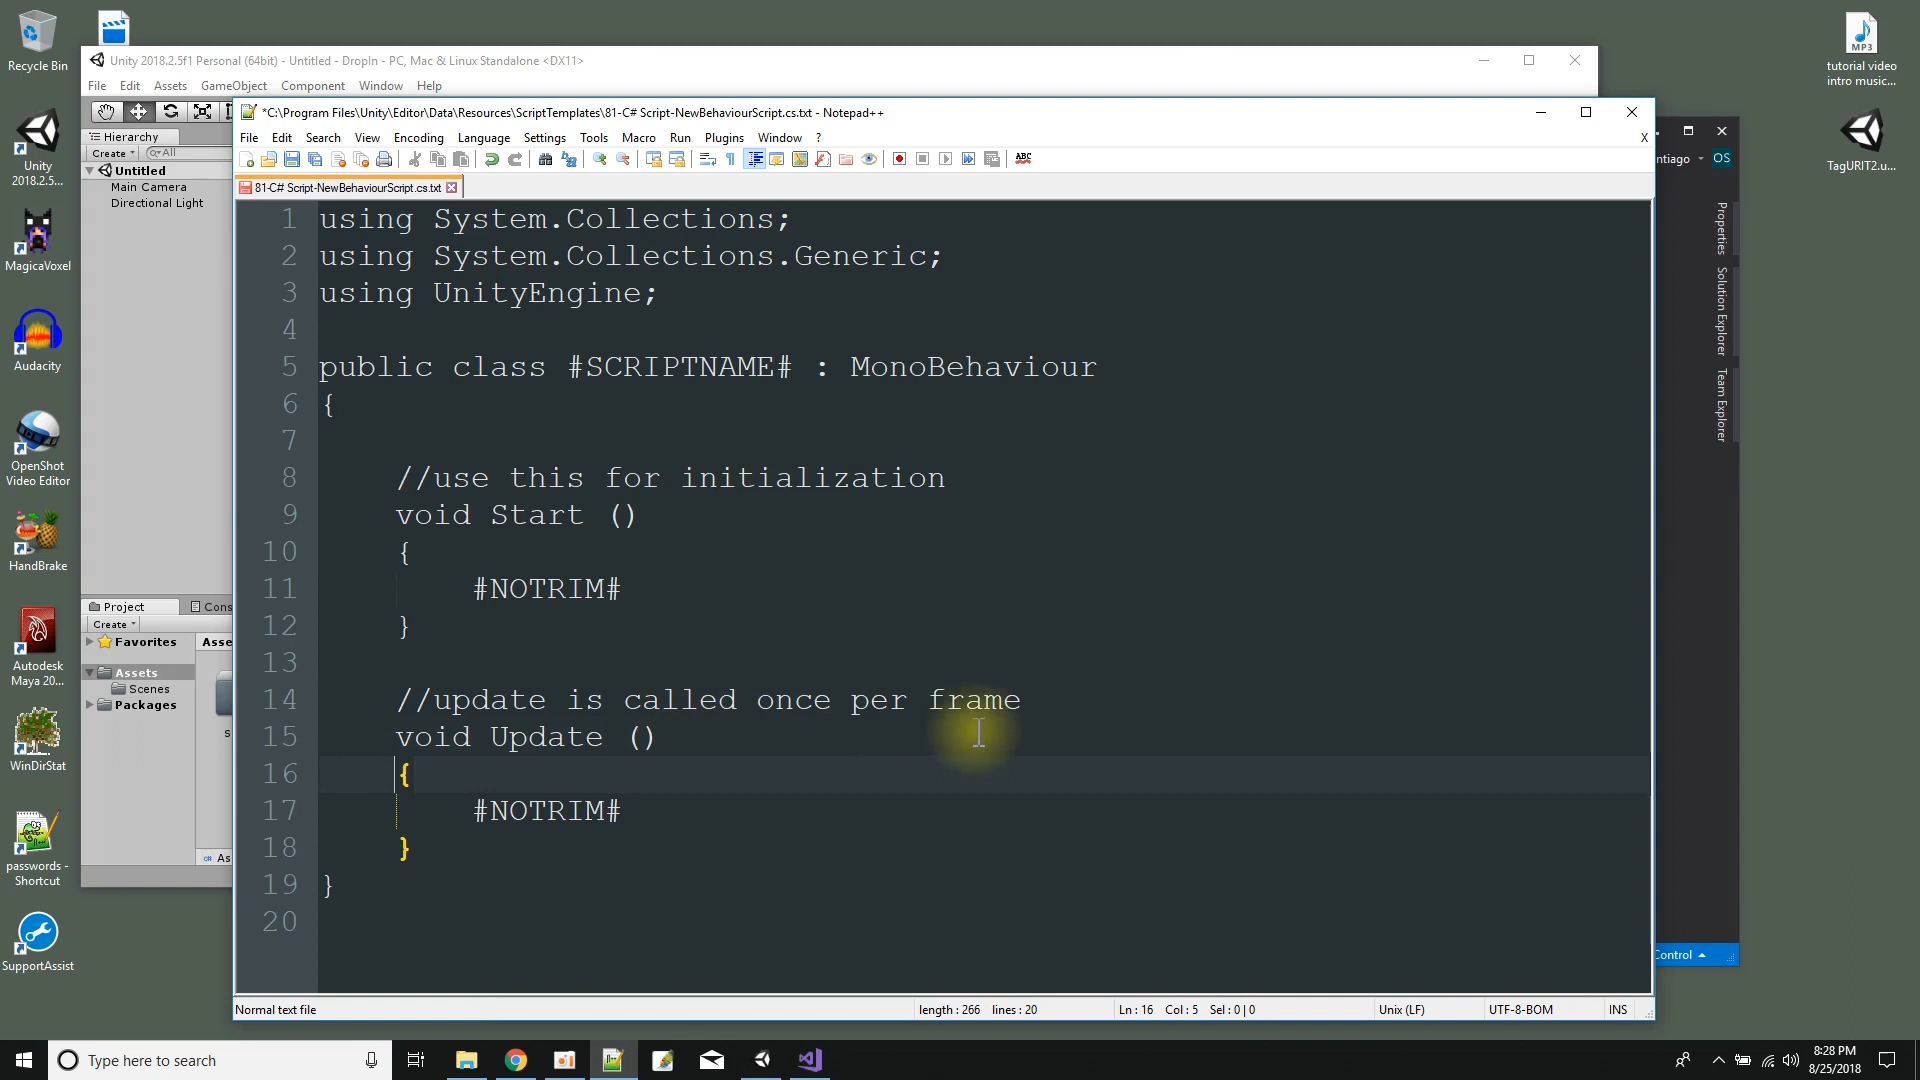 Recycle Bin
Unity
2018.2.5...
MagicaVoxel
Audacity
OpenShot
Video Editor
HandBrake
Autodesk
Maya 20...
WinDirStat
passwords -
Shortcut
SupportAssist
Unity 2018.2.5f1 Personal (64bit) - Untitled - DropIn - PC, Mac & Linux Standalone <DX11>
File Edit Assets GameObject Component Window Help
Hierarchy
Create All
Untitled
Main Camera
Directional Light
Project Cons
Create
Favorites Asse
Assets
Scenes
Packages
s
As
*C:\Program Files\Unity\Editor\Data\Resources\ScriptTemplates\81-C# Script-NewBehaviourScript.cs.txt - Notepad++
File Edit Search View Encoding Language Settings Tools Macro Run Plugins Window ? X
ABC
81-C# Script-NewBehaviourScript.cs.txt
1 using System.Collections;
2 using System.Collections.Generic;
3 using UnityEngine;
4
5 public class #SCRIPTNAME# : MonoBehaviour
6 {
7
8 //use this for initialization
9 void Start ()
10 {
11 #NOTRIM#
12 }
13
14 //update is called once per frame
15 void Update ()
16 {
17 #NOTRIM#
18 }
19 }
20
Normal text file length : 266 lines : 20 Ln : 16 Col : 5 Sel : 0 | 0 Unix (LF) UTF-8-BOM INS
ntiago OS
Properties
Solution Explorer
Team Explorer
Control
MP3
tutorial video
intro music...
TagURIT2.u...
Type here to search
8:28 PM
8/25/2018